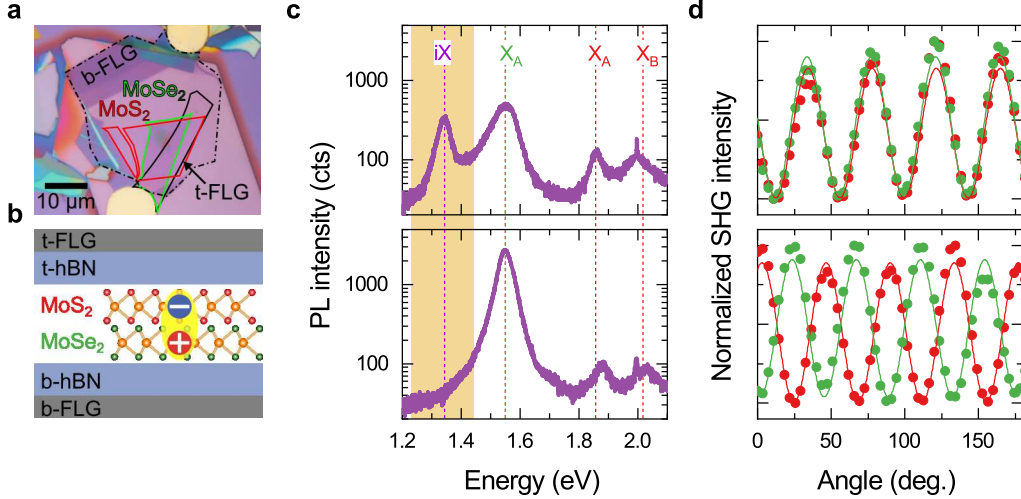 a
b-FLG
MoSe2
MoS2
t-FLG
10 μm
b
t-FLG
t-hBN
MoS2
MoSe2
b-hBN
b-FLG
c
iX
XA
XA
XB
1000
100
1000
100
PL intensity (cts)
1.2 1.4 1.6 1.8 2.0
Energy (eV)
d
Normalized SHG intensity
0 50 100 150
Angle (deg.)